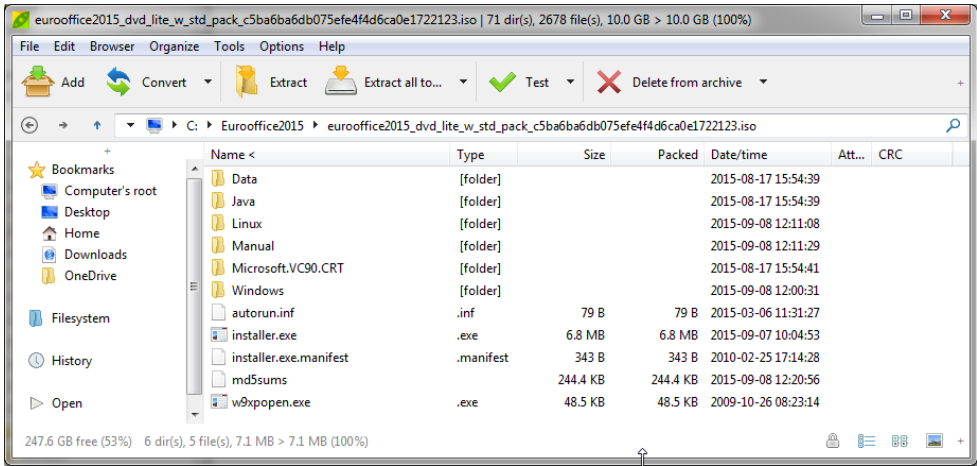 eurooffice2015_dvd_lite_w_std_pack_c5ba6ba6db075efe4f4d6ca0e1722123.iso | 71 dir(s), 2678 file(s), 10.0 GB > 10.0 GB (100%)
File Edit Browser Organize Tools Options Help
Add Convert Extract Extract all to... Test Delete from archive +
C: Eurooffice2015 eurooffice2015_dvd_lite_w_std_pack_c5ba6ba6db075efe4f4d6ca0e1722123.iso
+
Bookmarks
Computer's root
Desktop
Home
Downloads
OneDrive
Filesystem
History
Open
Name < Type Size Packed Date/time Att... CRC
Data [folder] 2015-08-17 15:54:39
Java [folder] 2015-08-17 15:54:39
Linux [folder] 2015-09-08 12:11:08
Manual [folder] 2015-09-08 12:11:29
Microsoft.VC90.CRT [folder] 2015-08-17 15:54:41
Windows [folder] 2015-09-08 12:00:31
autorun.inf .inf 79 B 79 B 2015-03-06 11:31:27
installer.exe .exe 6.8 MB 6.8 MB 2015-09-07 10:04:53
installer.exe.manifest .manifest 343 B 343 B 2010-02-25 17:14:28
md5sums 244.4 KB 244.4 KB 2015-09-08 12:20:56
w9xpopen.exe .exe 48.5 KB 48.5 KB 2009-10-26 08:23:14
247.6 GB free (53%) 6 dir(s), 5 file(s), 7.1 MB > 7.1 MB (100%) +